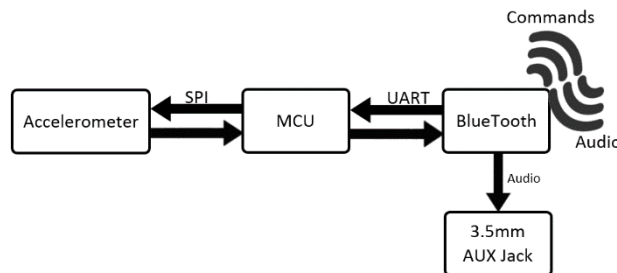 Commands
SPI
UART
Accelerometer
MCU
BlueTooth
Audio
Audio
3.5mm
AUX Jack